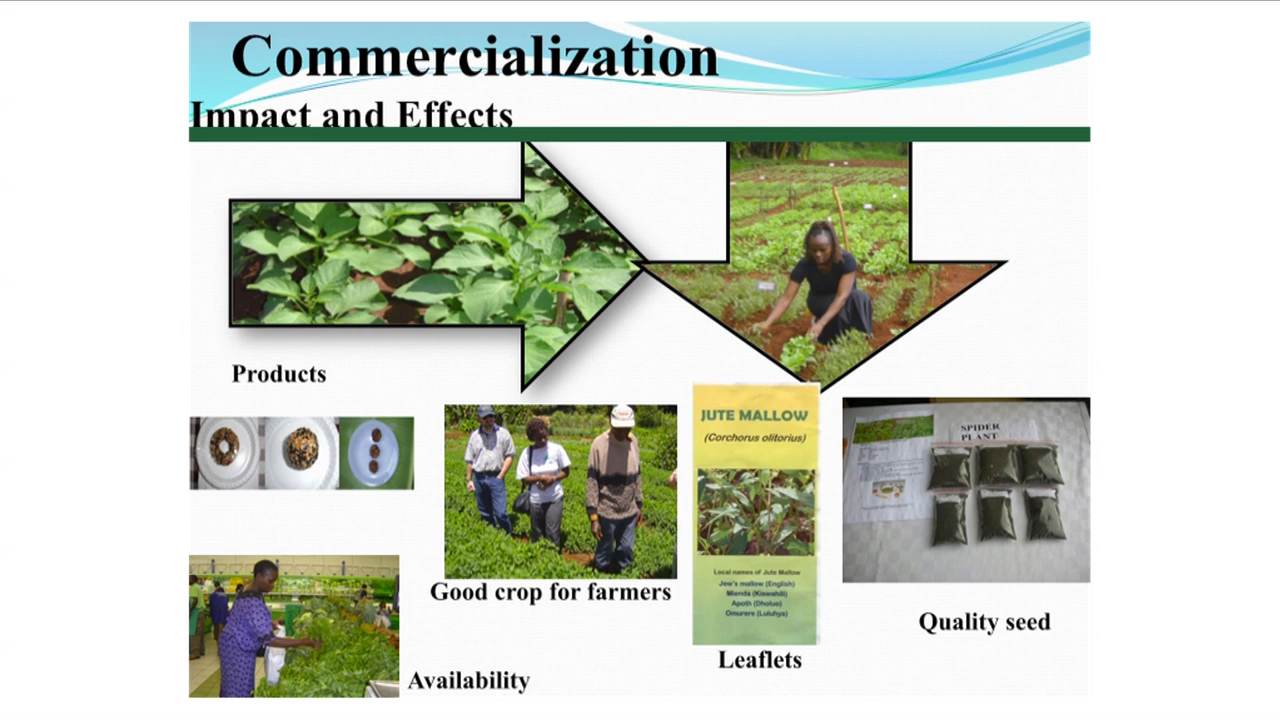 Commercialization
Impact and Effects
Products
JUTE MALLOW
(Corchorus olitorius)
Local names of Jute Mallow
Jew's mallow (English)
Mlenda (Kiswahili)
Apoth (Dholuo)
Omurere (Luluhya)
SPIDER
PLANT
Good crop for farmers
Quality seed
Leaflets
Availability